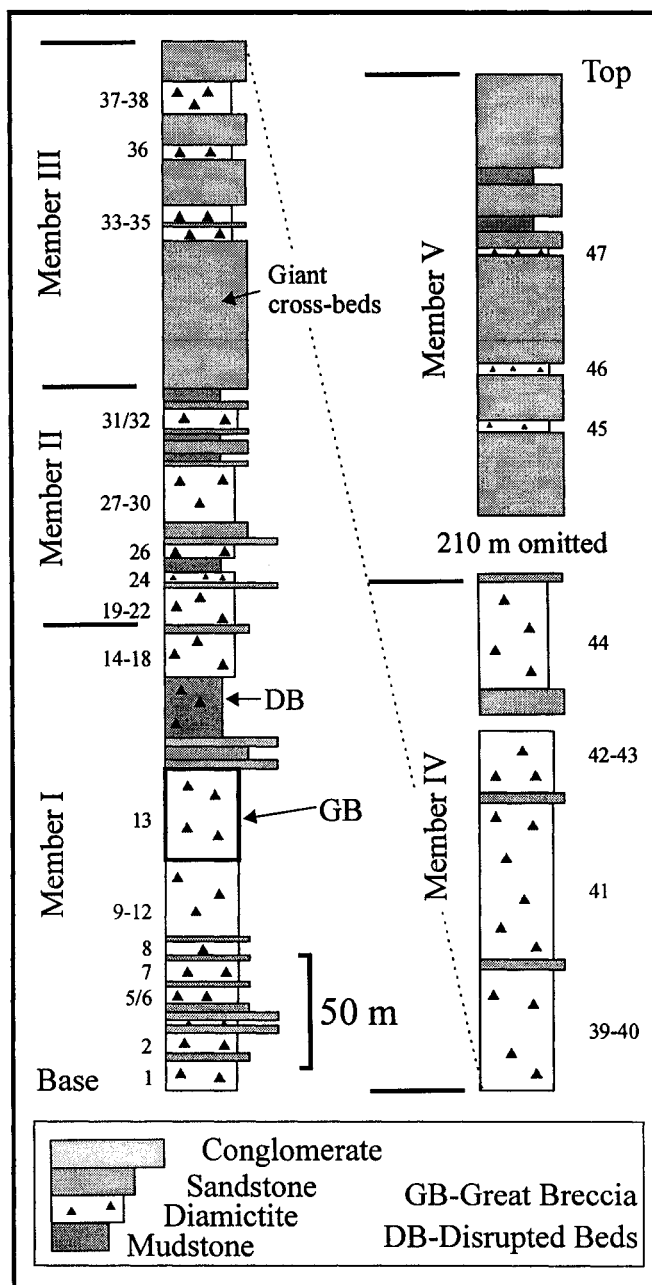 Member III
37-38
36
33-35
Giant
cross-beds
Member II
31/32
27-30
26
24
19-22
Member I
14-18
DB
13
GB
9-12
8
7
5/6
2
1
Base
50 m
Top
Member V
47
46
45
210 m omitted
Member IV
44
42-43
41
39-40
Conglomerate
Sandstone
Diamictite
Mudstone
GB-Great Breccia
DB-Disrupted Beds